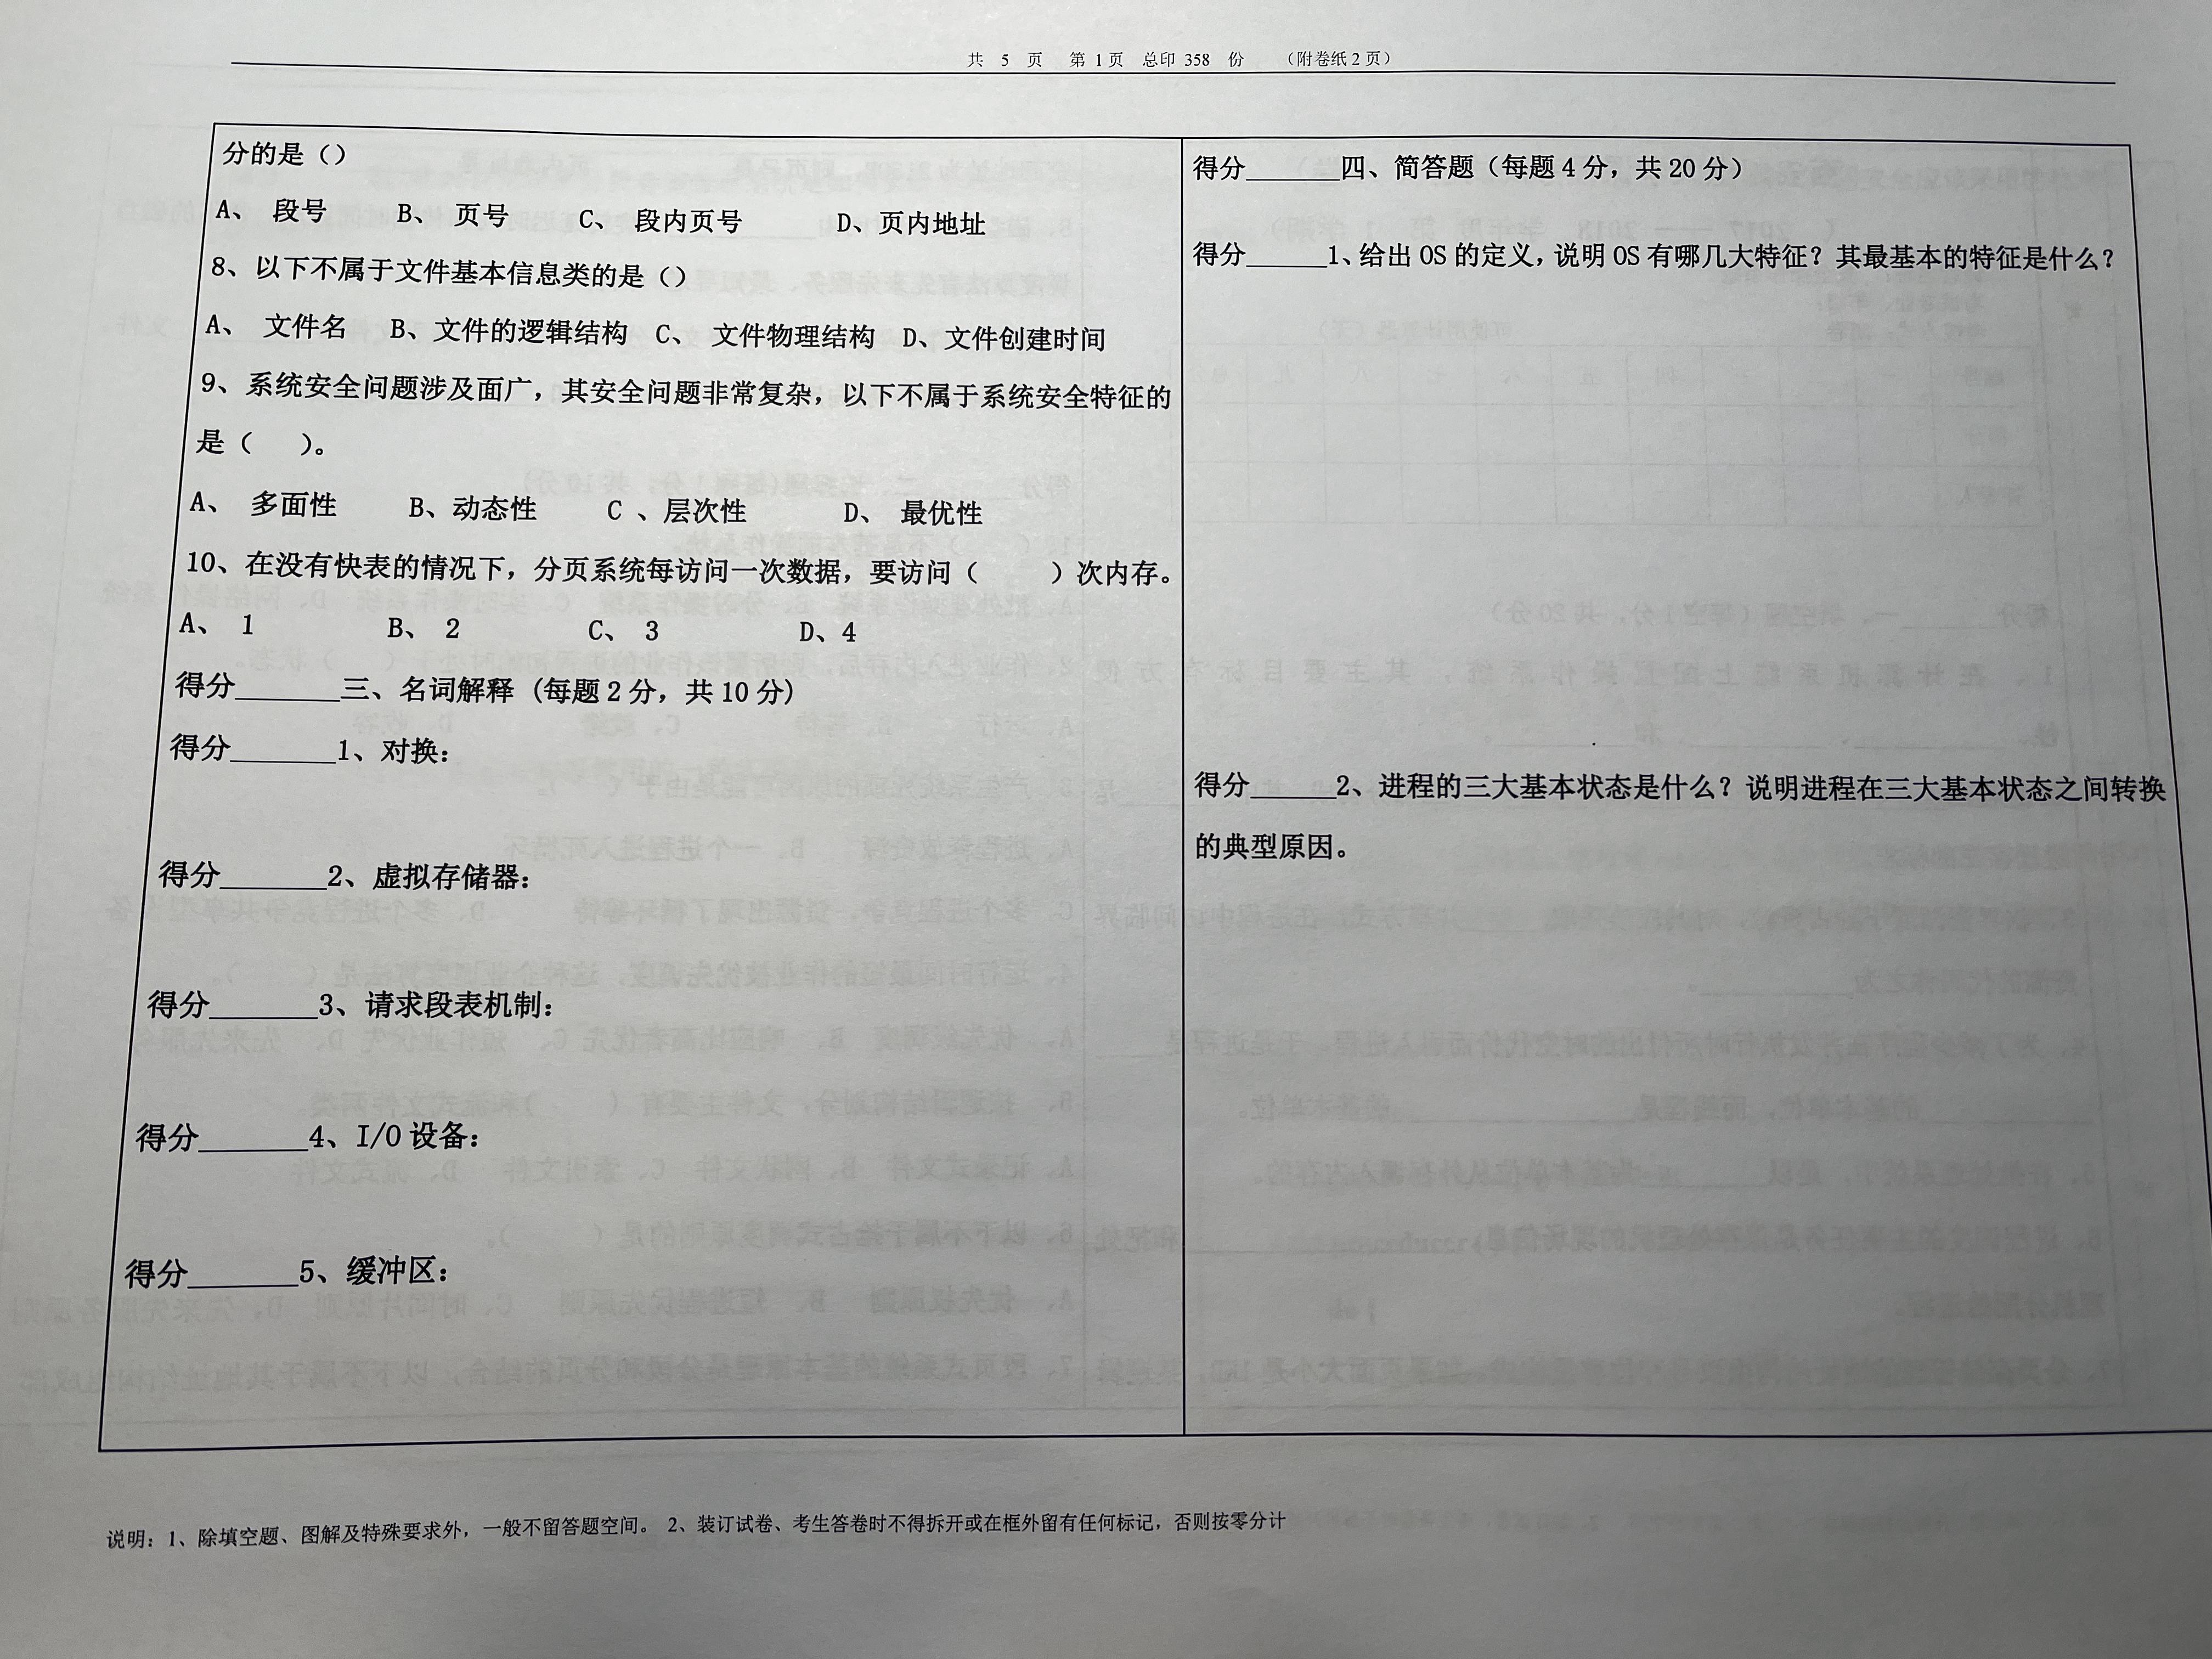 共 5 页 第 1 页 总印 358 份 （附卷纸 2 页）
分的是（）
A、 段号 B、 页号 C、 段内页号 D、页内地址
8、以下不属于文件基本信息类的是（）
A、 文件名 B、文件的逻辑结构 C、 文件物理结构 D、文件创建时间
9、系统安全问题涉及面广，其安全问题非常复杂，以下不属于系统安全特征的
是（ ）。
A、 多面性 B、动态性 C 、层次性 D、 最优性
10、在没有快表的情况下，分页系统每访问一次数据，要访问（ ）次内存。
A、 1 B、 2 C、 3 D、4
得分______三、名词解释 (每题 2 分，共 10 分)
得分______1、对换：
得分______2、虚拟存储器：
得分______3、请求段表机制：
得分______4、I/O 设备：
得分______5、缓冲区：
得分______四、简答题（每题 4 分，共 20 分）
得分______1、给出 OS 的定义，说明 OS 有哪几大特征？其最基本的特征是什么？
得分______2、进程的三大基本状态是什么？说明进程在三大基本状态之间转换
的典型原因。
说明：1、除填空题、图解及特殊要求外，一般不留答题空间。 2、装订试卷、考生答卷时不得拆开或在框外留有任何标记，否则按零分计